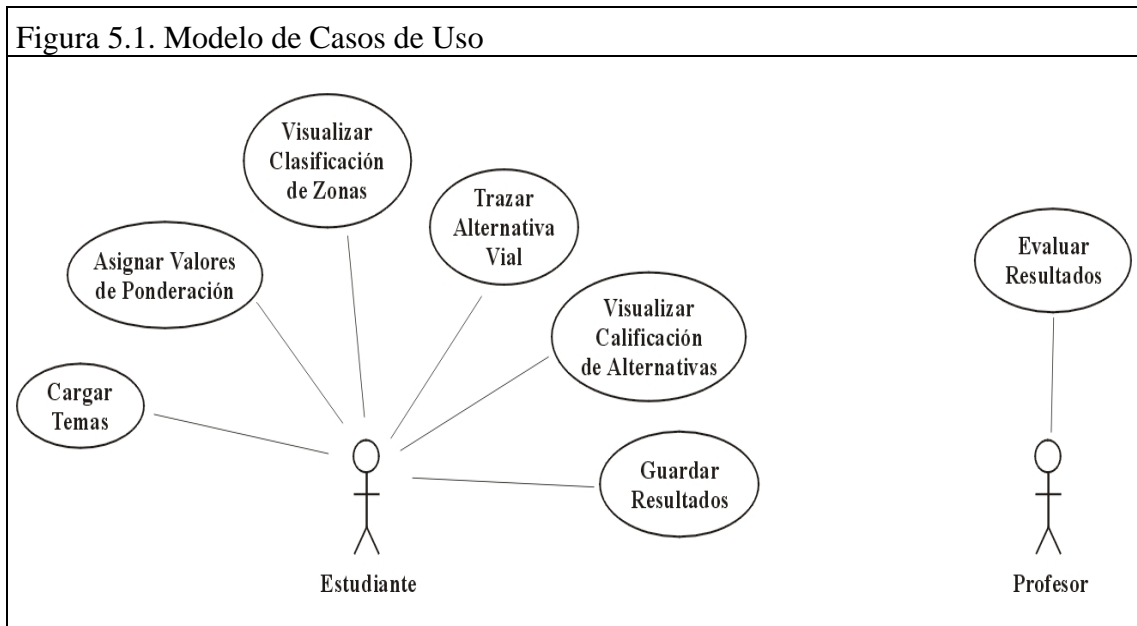 Figura 5.1. Modelo de Casos de Uso
Visualizar
Clasificación
de Zonas
Trazar
Alternativa
Vial
Asignar Valores
de Ponderación
Visualizar
Calificación
de Alternativas
Cargar
Temas
Guardar
Resultados
Estudiante
Evaluar
Resultados
Profesor